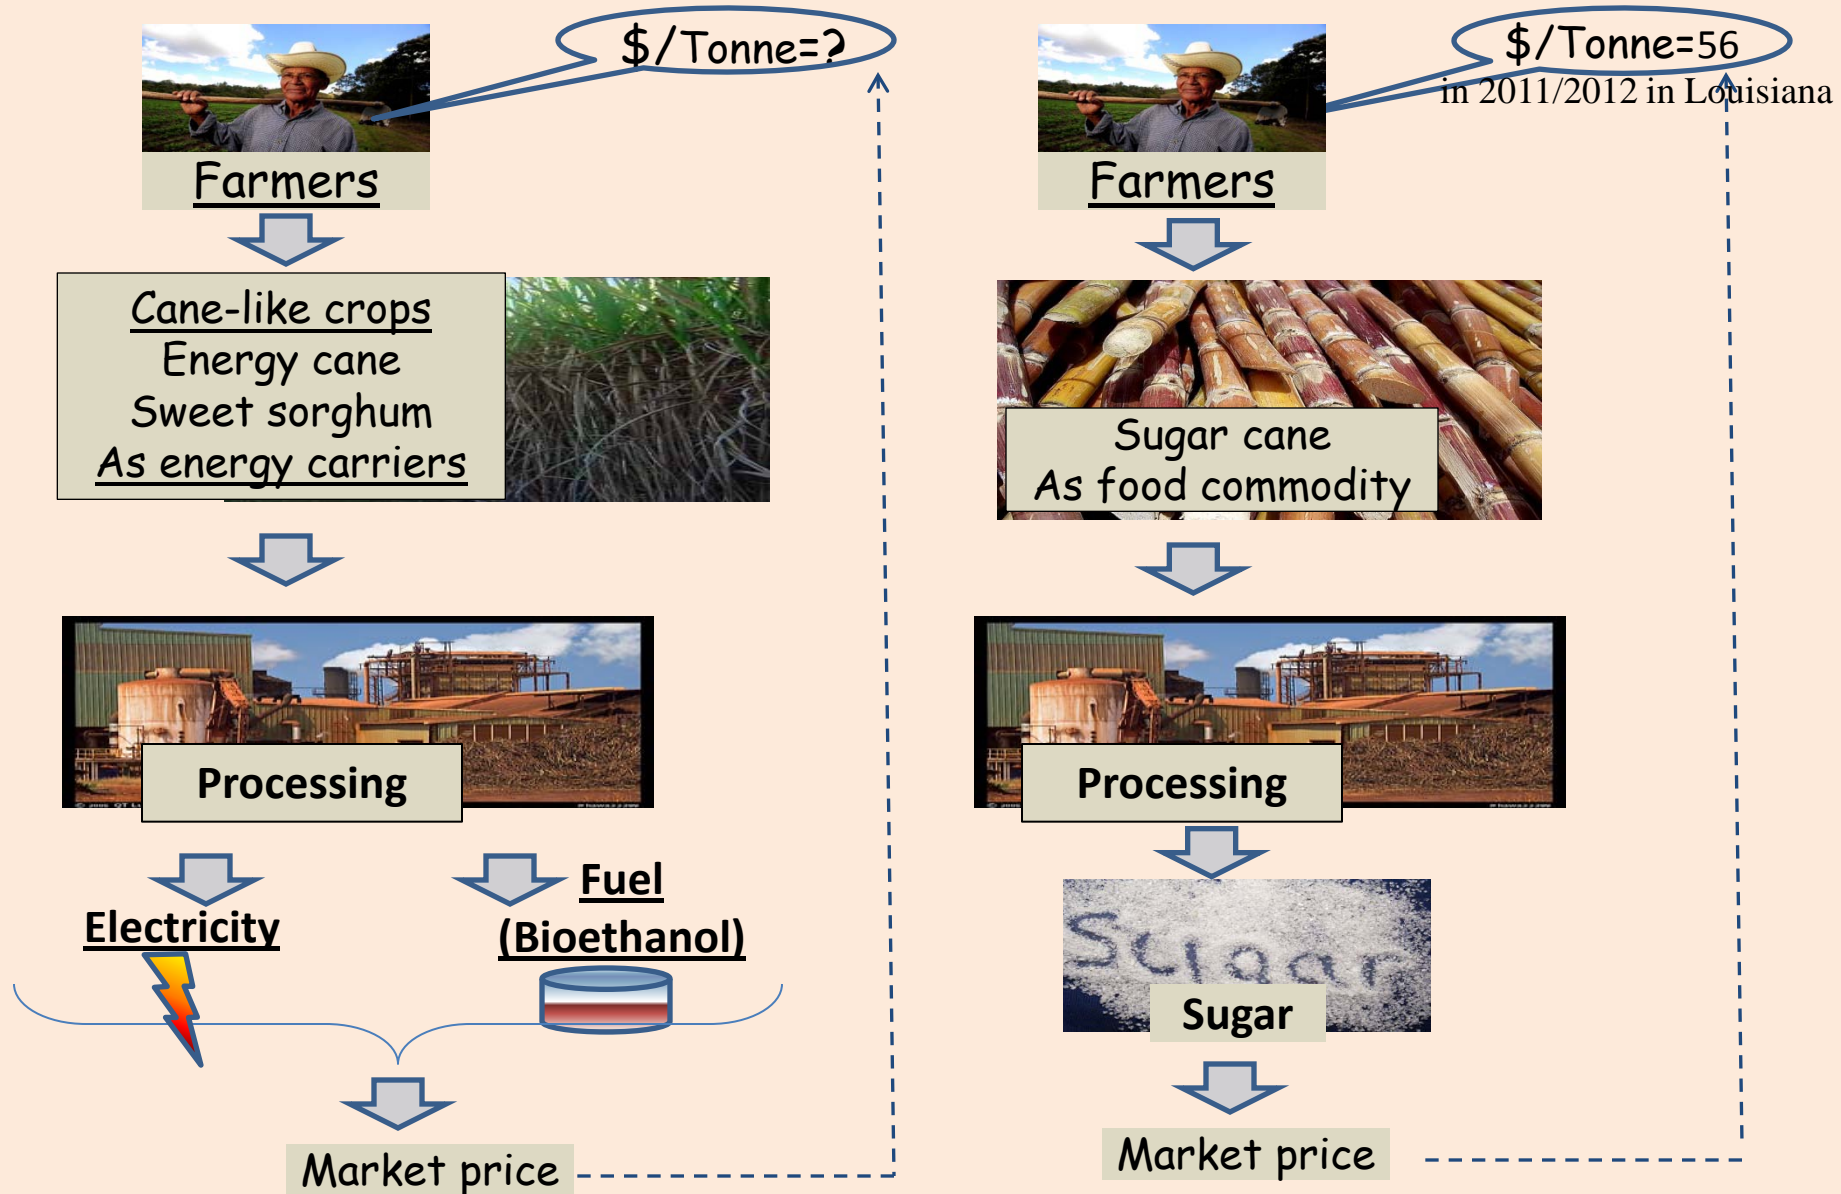 $/Tonne=?
Farmers
Cane-like crops
Energy cane
Sweet sorghum
As energy carriers
Processing
Electricity
Fuel
(Bioethanol)
Market price
$/Tonne=56
in 2011/2012 in Louisiana
Farmers
Sugar cane
As food commodity
Processing
Sugar
Sugar
Market price